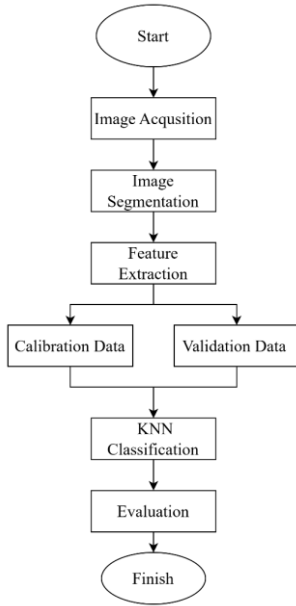 Start
Image Acqusition
Image
Segmentation
Feature
Extraction
Calibration Data
Validation Data
KNN
Classification
Evaluation
Finish